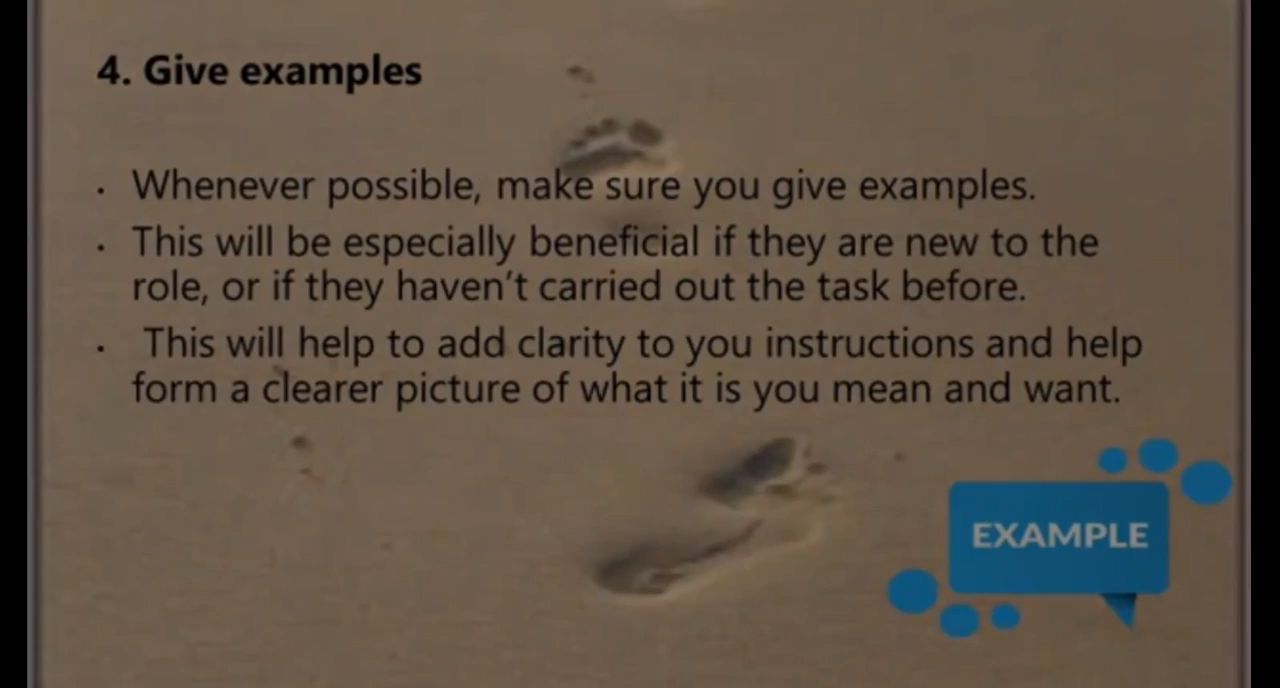 4. Give examples
· Whenever possible, make sure you give examples.
· This will be especially beneficial if they are new to the
role, or if they haven't carried out the task before.
· This will help to add clarity to you instructions and help
form a clearer picture of what it is you mean and want.
EXAMPLE